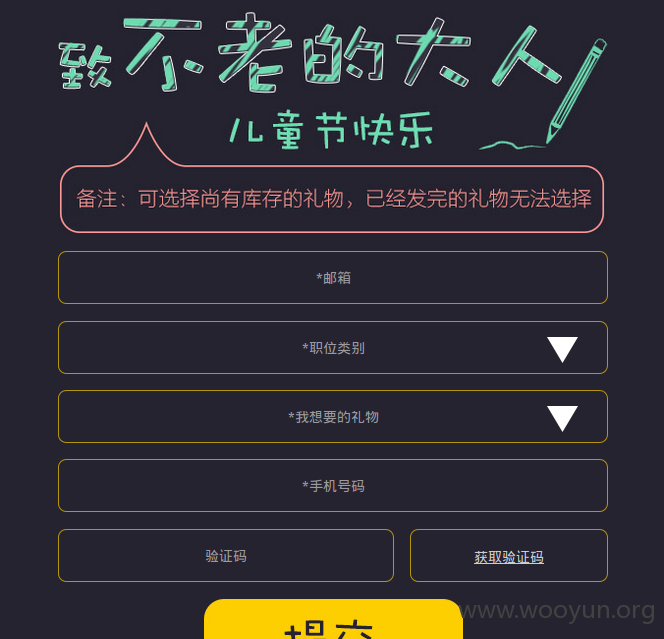 致不老的大人
儿童节快乐
备注：可选择尚有库存的礼物，已经发完的礼物无法选择
*邮箱
*职位类别
*我想要的礼物
*手机号码
验证码
获取验证码
提交
www.wooyun.org